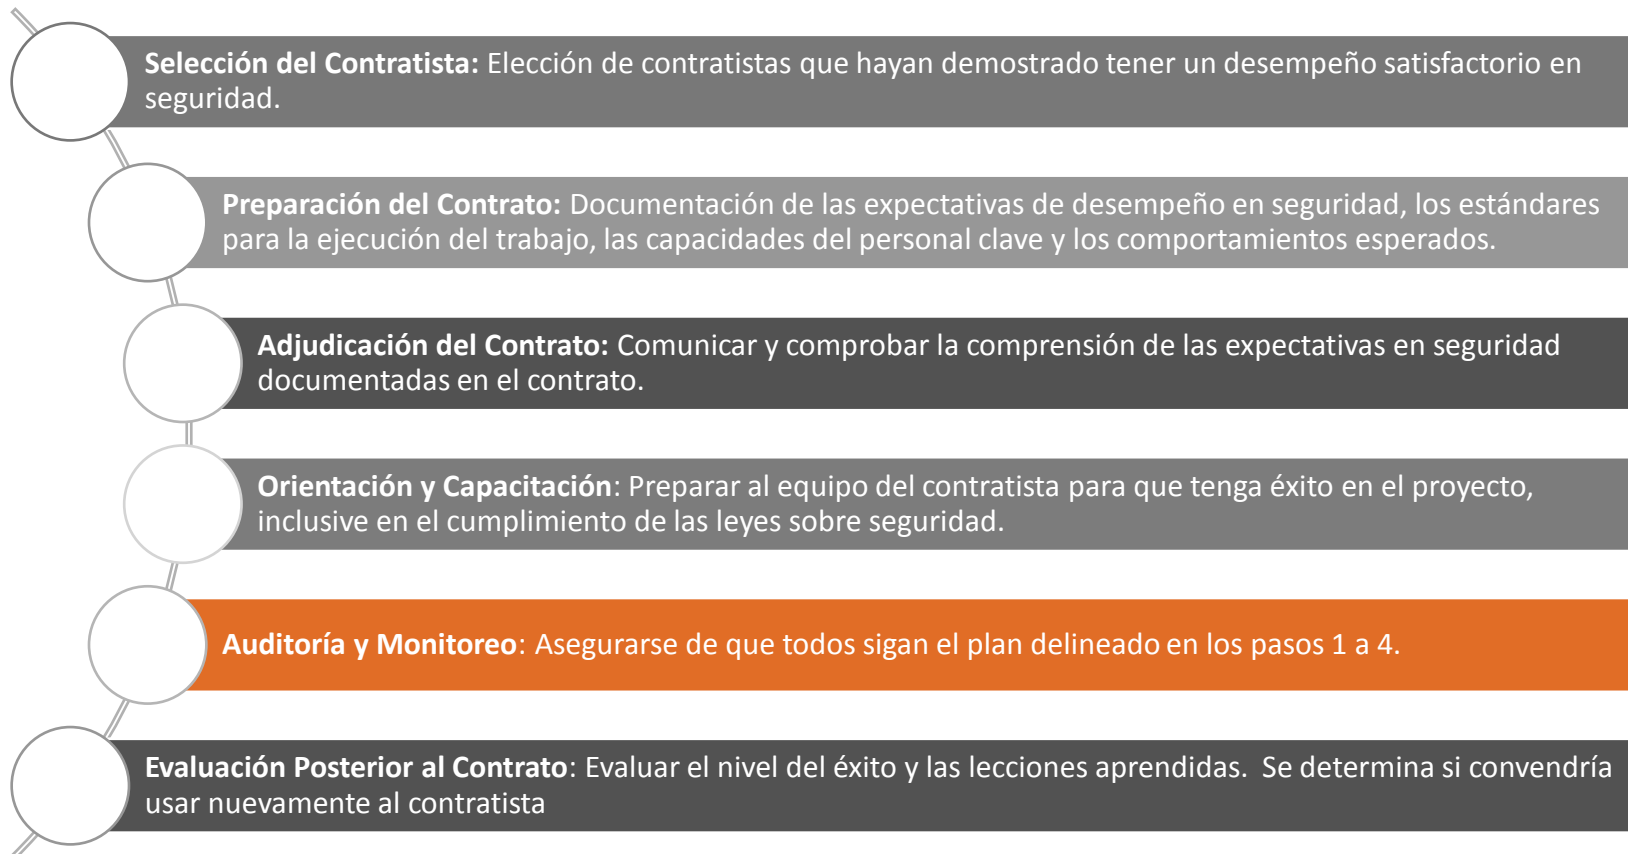 Selección del Contratista: Elección de contratistas que hayan demostrado tener un desempeño satisfactorio en
seguridad.
Preparación del Contrato: Documentación de las expectativas de desempeño en seguridad, los estándares
para la ejecución del trabajo, las capacidades del personal clave y los comportamientos esperados.
Adjudicación del Contrato: Comunicar y comprobar la comprensión de las expectativas en seguridad
documentadas en el contrato.
Orientación y Capacitación: Preparar al equipo del contratista para que tenga éxito en el proyecto,
inclusive en el cumplimiento de las leyes sobre seguridad.
Auditoría y Monitoreo: Asegurarse de que todos sigan el plan delineado en los pasos 1 a 4.
Evaluación Posterior al Contrato: Evaluar el nivel del éxito y las lecciones aprendidas.  Se determina si convendría
usar nuevamente al contratista